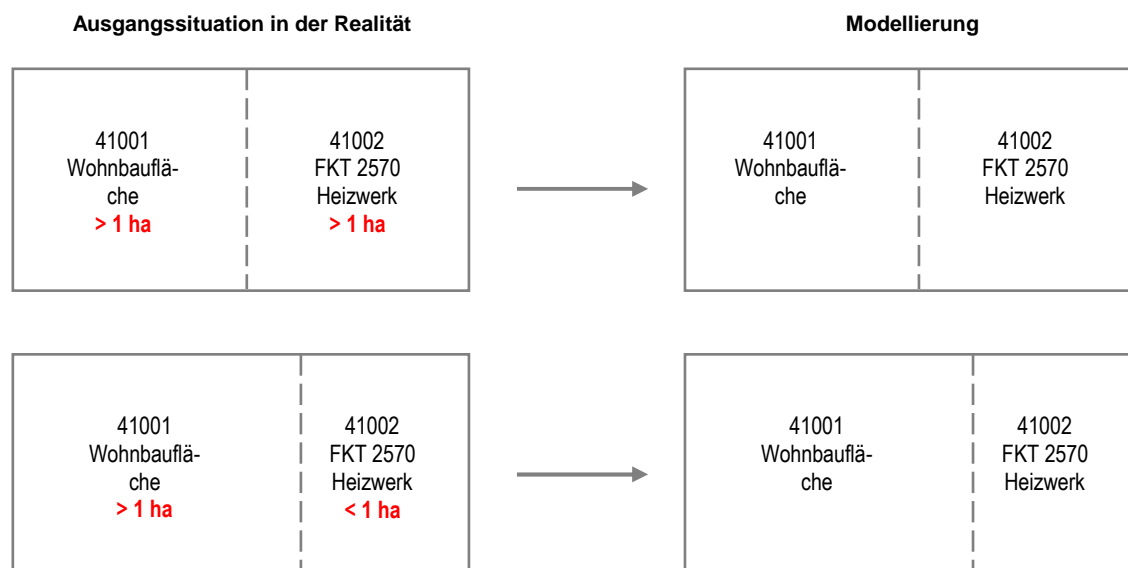 Ausgangssituation in der Realität
Modellierung
41001
Wohnbauflä-
che
> 1 ha
41002
FKT 2570
Heizwerk
> 1 ha
41001
Wohnbauflä-
che
41002
FKT 2570
Heizwerk
41001
Wohnbauflä-
che
> 1 ha
41002
FKT 2570
Heizwerk
< 1 ha
41001
Wohnbauflä-
che
41002
FKT 2570
Heizwerk